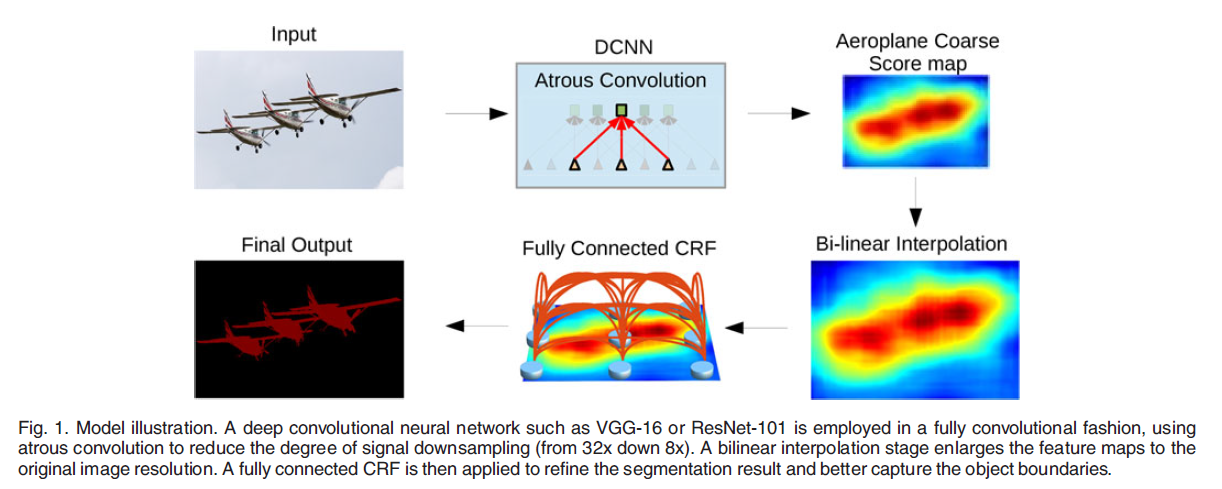 Input
DCNN
Atrous Convolution
Aeroplane Coarse
Score map
Final Output
Fully Connected CRF
Bi-linear Interpolation
Fig. 1. Model illustration. A deep convolutional neural network such as VGG-16 or ResNet-101 is employed in a fully convolutional fashion, using
atrous convolution to reduce the degree of signal downsampling (from 32x down 8x). A bilinear interpolation stage enlarges the feature maps to the
original image resolution. A fully connected CRF is then applied to refine the segmentation result and better capture the object boundaries.